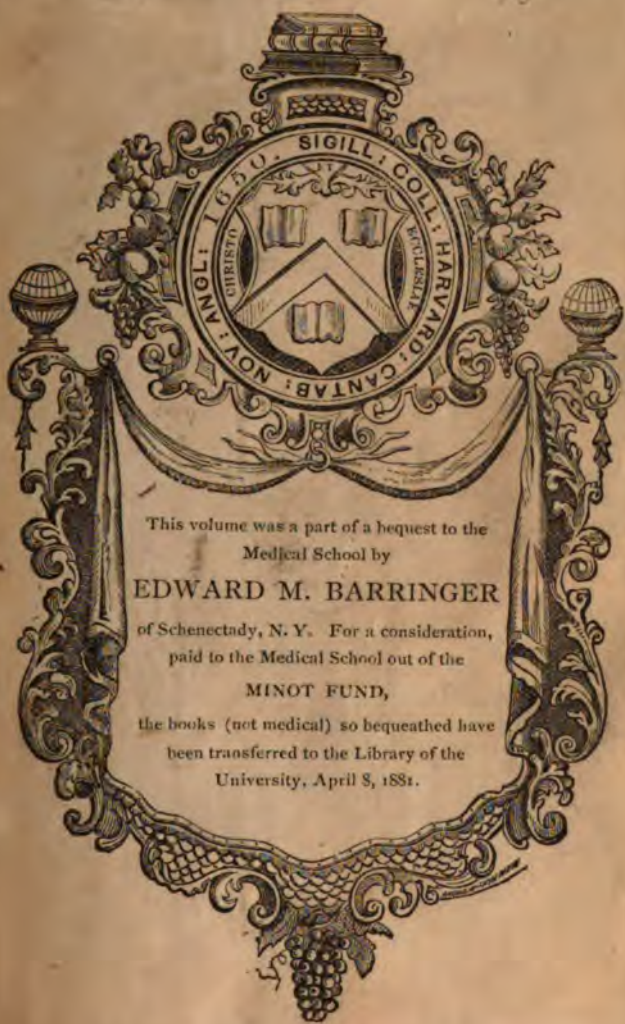 SIGILL: COLL: HARVARD: CANTAB: NOV: ANGL: 1650.
ET
CHRISTO
ECCLESIAE
This volume was a part of a bequest to the
Medical School by
EDWARD M. BARRINGER
of Schenectady, N. Y. For a consideration,
paid to the Medical School out of the
MINOT FUND,
the books (not medical) so bequeathed have
been transferred to the Library of the
University, April 8, 1881.